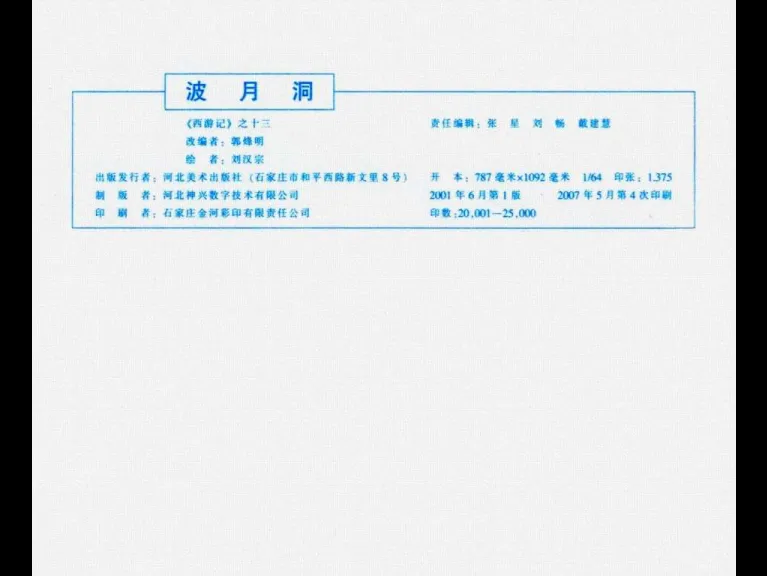 波月洞
《西游记》之十三
改编者：郭烽明
绘者：刘汉宗
出版发行者：河北美术出版社（石家庄市和平西路新文里8号）
制版者：河北神兴数字技术有限公司
印刷者：石家庄金河彩印有限责任公司
责任编辑：张星 刘畅 戴建慧
开本：787毫米×1092毫米 1/64 印张：1.375
2001年6月第1版 2007年5月第4次印刷
印数：20,001—25,000